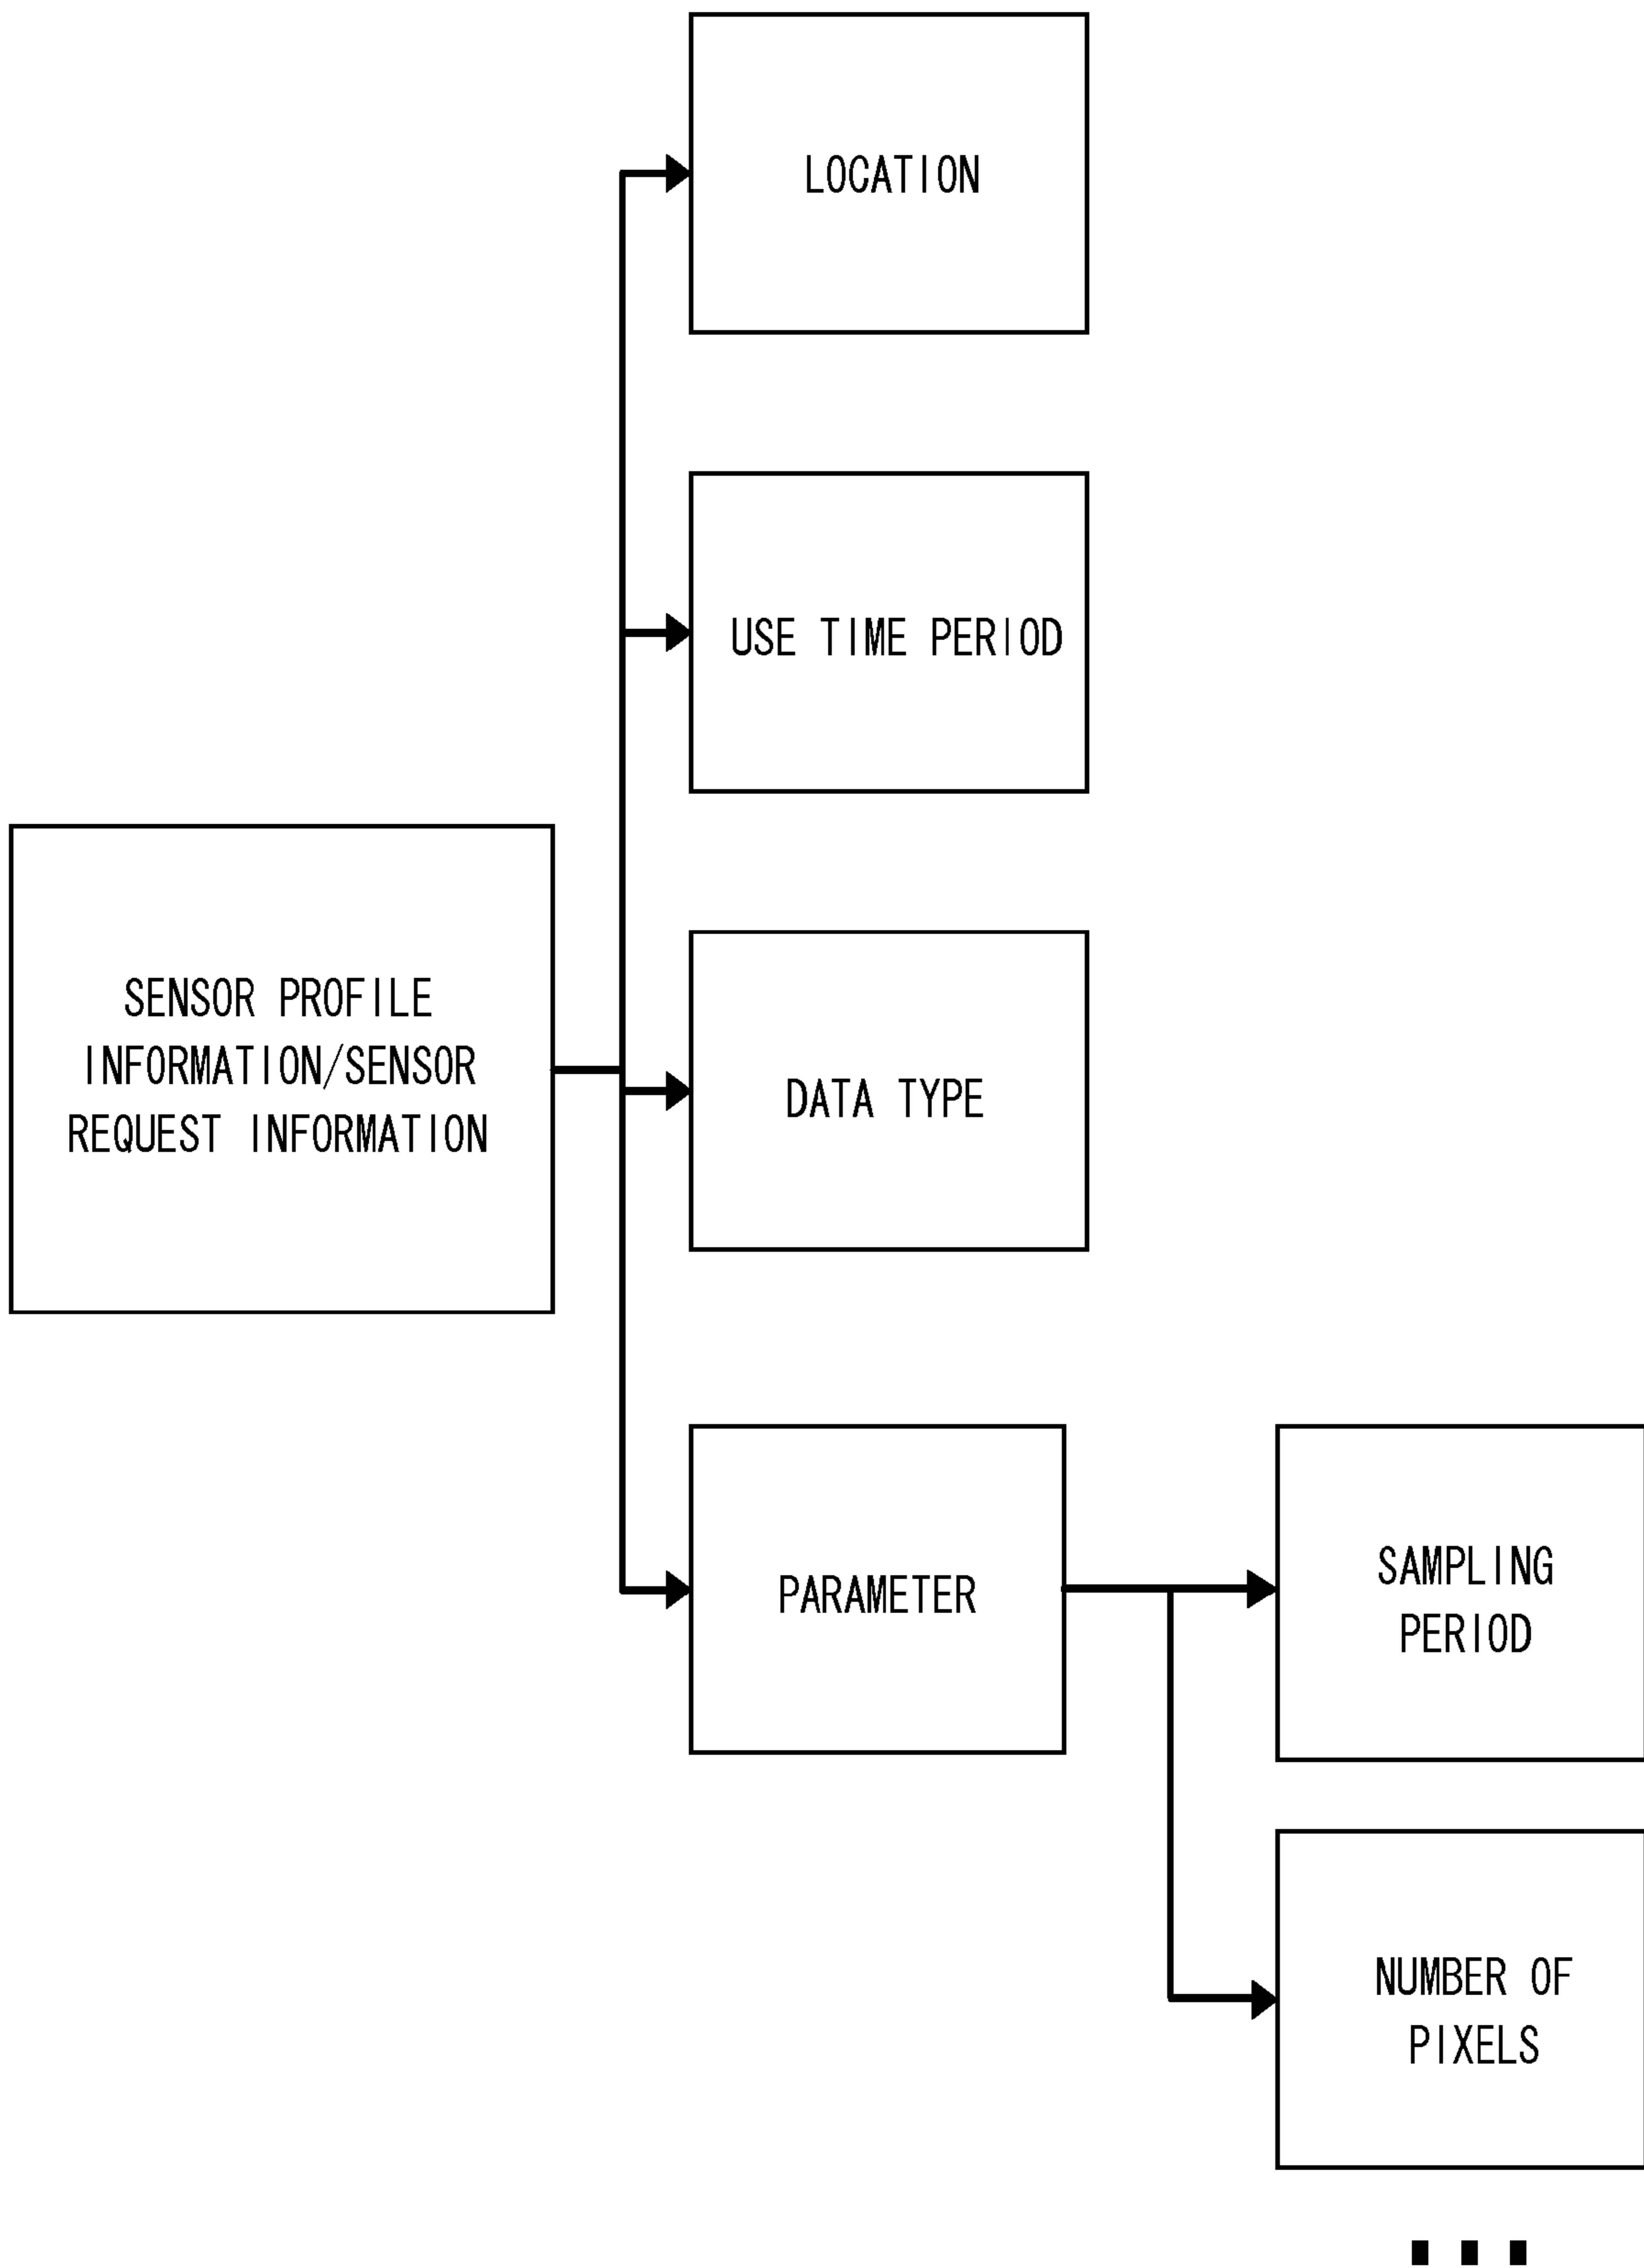 LOCATION
USE TIME PERIOD
SENSOR PROFILE
INFORMATION/SENSOR
REQUEST INFORMATION
DATA TYPE
PARAMETER
SAMPLING
PERIOD
NUMBER OF
PIXELS
...